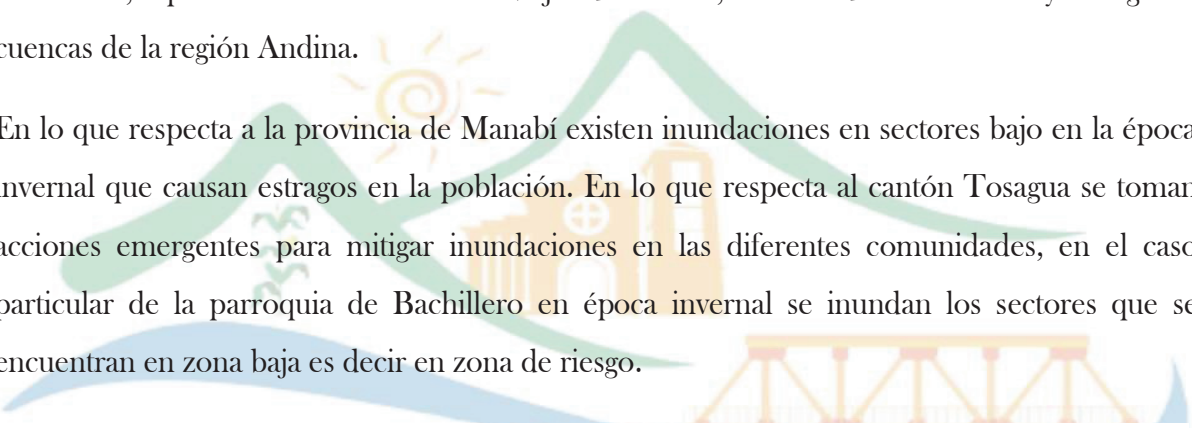 cuencas de la región Andina.
En lo que respecta a la provincia de Manabí existen inundaciones en sectores bajo en la época
invernal que causan estragos en la población. En lo que respecta al cantón Tosagua se toman
acciones emergentes para mitigar inundaciones en las diferentes comunidades, en el caso
particular de la parroquia de Bachillero en época invernal se inundan los sectores que se
encuentran en zona baja es decir en zona de riesgo.